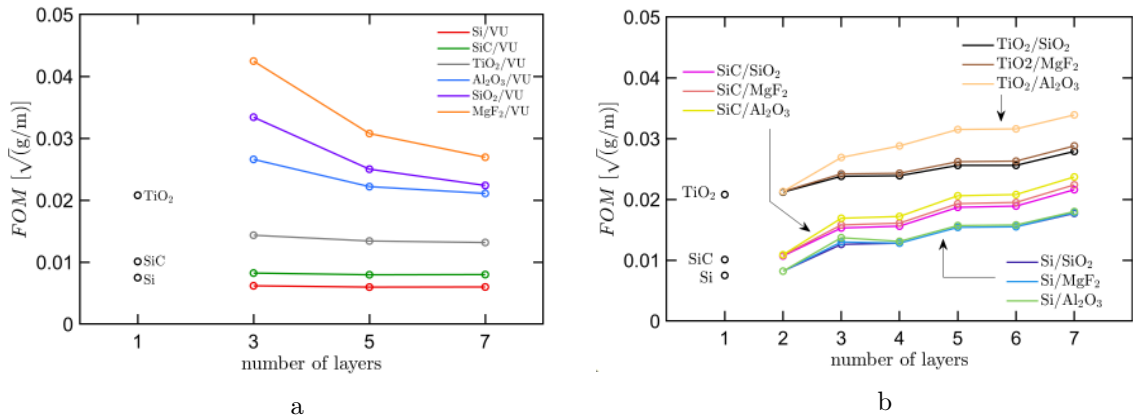 0.05
0.04
0.03
0.02
0.01
0
FOM [√(g/m)]
Si/VU
SiC/VU
TiO₂/VU
Al₂O₃/VU
SiO₂/VU
MgF₂/VU
TiO₂
SiC
Si
1 3 5 7
number of layers
a
0.05
0.04
0.03
0.02
0.01
0
FOM [√(g/m)]
TiO₂/SiO₂
TiO2/MgF₂
TiO₂/Al₂O₃
SiC/SiO₂
SiC/MgF₂
SiC/Al₂O₃
TiO₂
SiC
Si
Si/SiO₂
Si/MgF₂
Si/Al₂O₃
1 2 3 4 5 6 7
number of layers
b